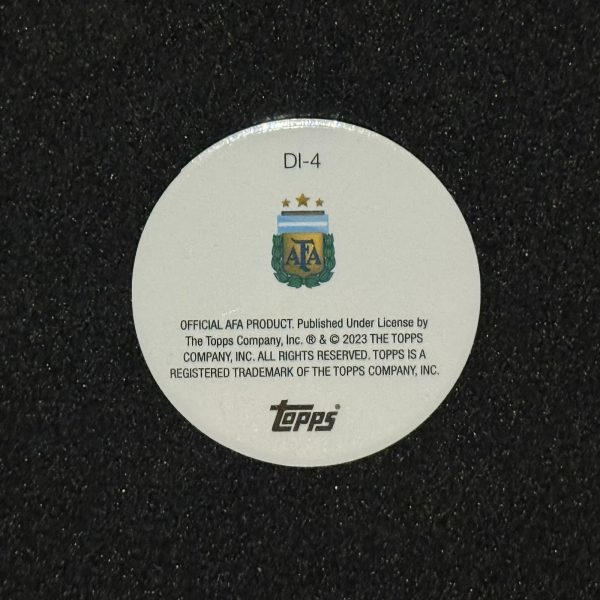 DI-4
AFA
OFFICIAL AFA PRODUCT. Published Under License by
The Topps Company, Inc. ® & © 2023 THE TOPPS
COMPANY, INC. ALL RIGHTS RESERVED. TOPPS IS A
REGISTERED TRADEMARK OF THE TOPPS COMPANY, INC.
topps®